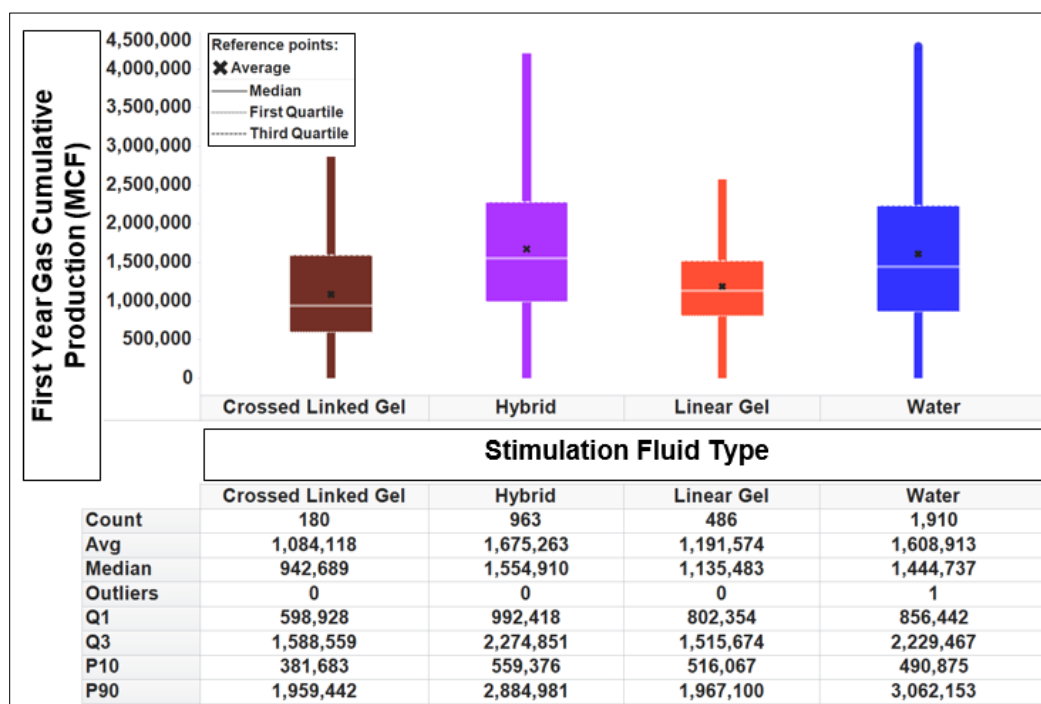 First Year Gas Cumulative
Production (MCF)
4,500,000
4,000,000
3,500,000
3,000,000
2,500,000
2,000,000
1,500,000
1,000,000
500,000
0
Reference points:
Average
Median
First Quartile
Third Quartile
Crossed Linked Gel Hybrid Linear Gel Water
Stimulation Fluid Type
Crossed Linked Gel Hybrid Linear Gel Water
Count 180 963 486 1,910
Avg 1,084,118 1,675,263 1,191,574 1,608,913
Median 942,689 1,554,910 1,135,483 1,444,737
Outliers 0 0 0 1
Q1 598,928 992,418 802,354 856,442
Q3 1,588,559 2,274,851 1,515,674 2,229,467
P10 381,683 559,376 516,067 490,875
P90 1,959,442 2,884,981 1,967,100 3,062,153